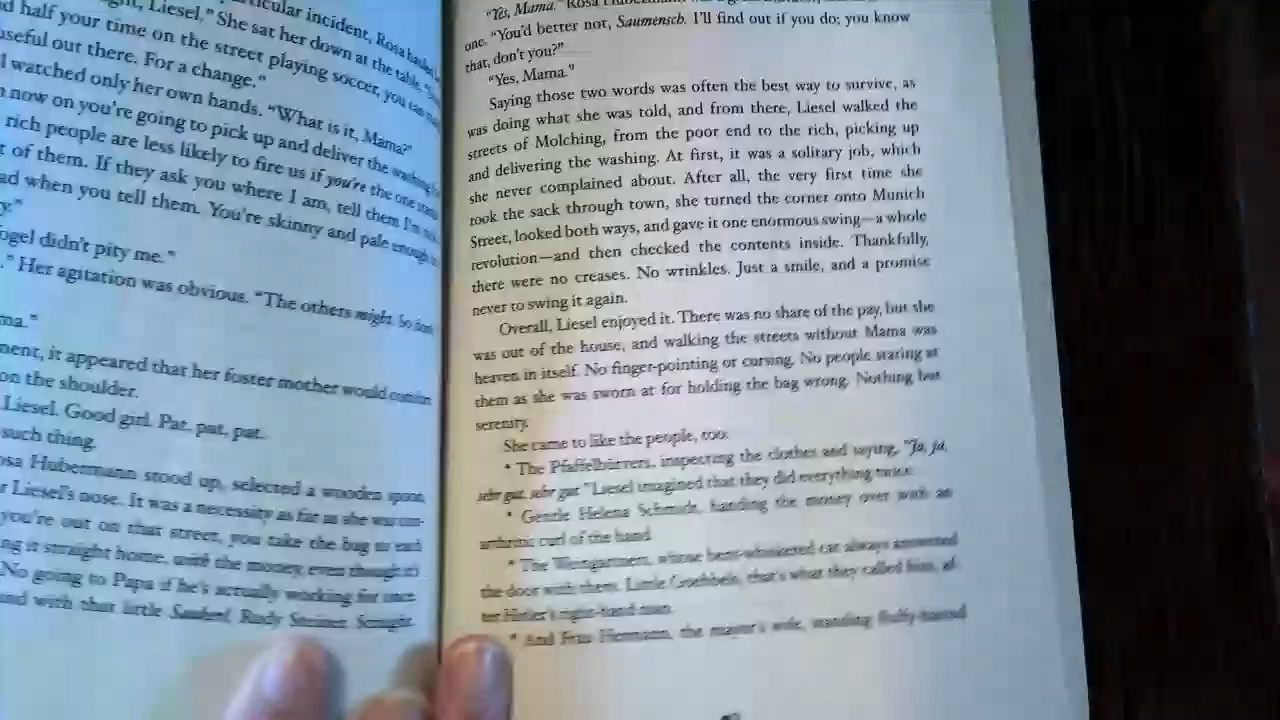 ticular incident, Rosa
ght, Liesel." She sat her down at the table.
d half your time on the street playing soccer, you can
useful out there. For a change."
l watched only her own hands. "What is it, Mama?"
n now on you're going to pick up and deliver the washing
rich people are less likely to fire us if you're the one
t of them. If they ask you where I am, tell them I'm
ad when you tell them. You're skinny and pale enough
y."
ogel didn't pity me."
." Her agitation was obvious. "The others might. So
ma."
ment, it appeared that her foster mother would
on the shoulder.
Liesel. Good girl. Pat, pat, pat.
such thing.
osa Hubermann stood up, selected a wooden spoon
r Liesel's nose. It was a necessity as far as she was con-
you're out on that street, you take the bag to each
ng it straight home, with the money, even though
No going to Papa if he's actually working for once.
und with that little Saukerl, Rudy Steiner. Straight.
"Yes, Mama." Rosa
one. "You'd better not, Saumensch. I'll find out if you do; you know
that, don't you?"
"Yes, Mama."
Saying those two words was often the best way to survive, as
was doing what she was told, and from there, Liesel walked the
streets of Molching, from the poor end to the rich, picking up
and delivering the washing. At first, it was a solitary job, which
she never complained about. After all, the very first time she
took the sack through town, she turned the corner onto Munich
Street, looked both ways, and gave it one enormous swing—a whole
revolution—and then checked the contents inside. Thankfully,
there were no creases. No wrinkles. Just a smile, and a promise
never to swing it again.
Overall, Liesel enjoyed it. There was no share of the pay, but she
was out of the house, and walking the streets without Mama was
heaven in itself. No finger-pointing or cursing. No people staring at
them as she was sworn at for holding the bag wrong. Nothing but
serenity.
She came to like the people, too:
* The Pfaffelhürvers, inspecting the clothes and saying, "Ja, ja,
sehr gut, sehr gut." Liesel imagined that they did everything twice.
* Gentle Helena Schmidt, handing the money over with an
arthritic curl of the hand.
* The Weingartners, whose bent-whiskered cat always answered
the door with them. Little Goebbels, that's what they called him, af-
ter Hitler's right-hand man.
* And Frau Hermann, the mayor's wife, standing fluffy-haired